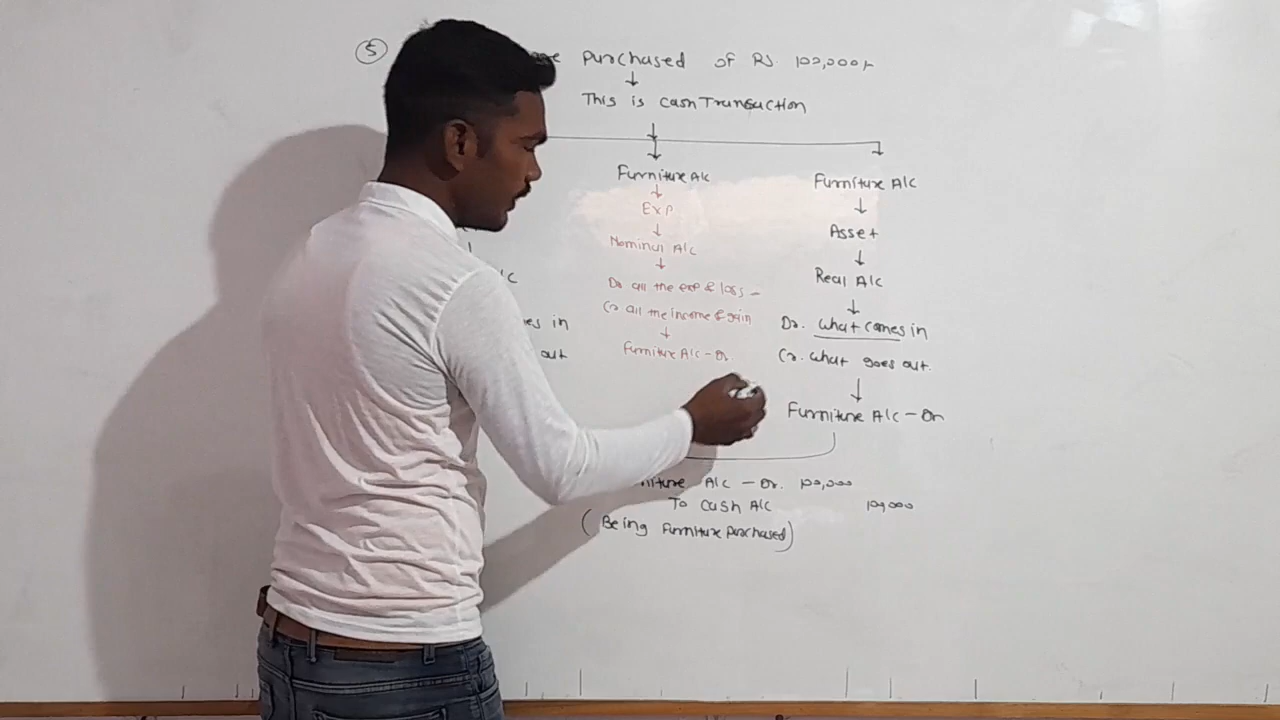 5 purchased of Rs. 100,000/-
This is cash Transaction
Furniture A/c
Exp
Nominal A/c
Dr all the exp & loss -
Cr all the income & gain
Furniture A/c - Dr.
Furniture A/c
Asset
Real A/c
Dr. what comes in
Cr. what goes out.
Furniture A/c - Dr
in
out
A/c - Dr. 100,000
To Cash A/c 100,000
(Being Furniture purchased)